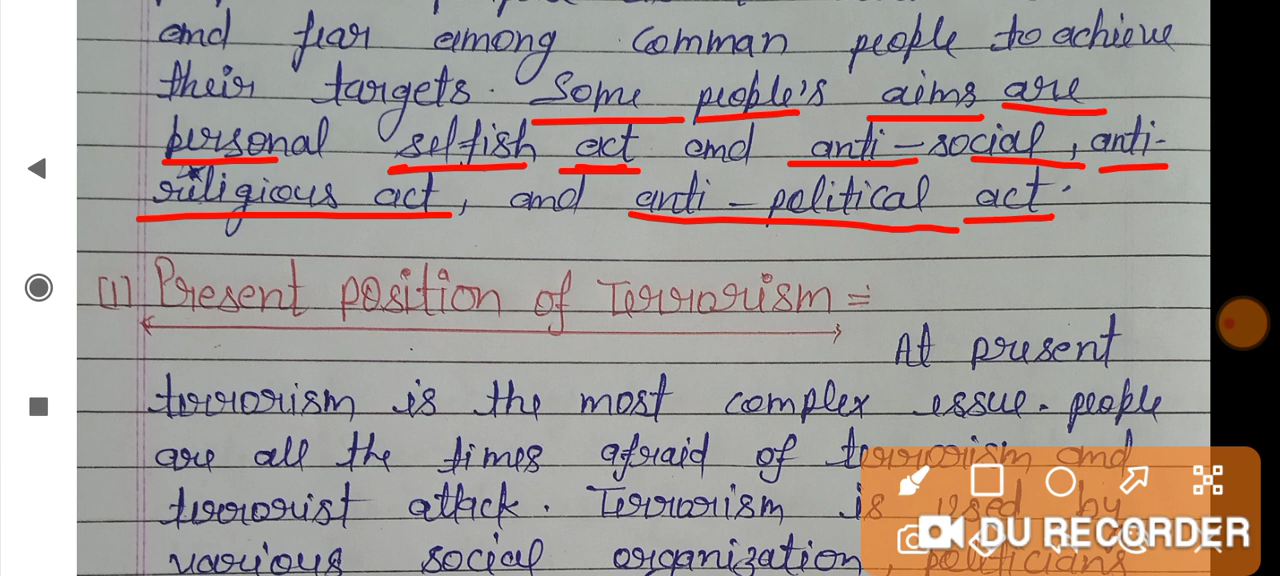 and fear among comman people to achieve
their targets. Some people's aims are
personal selfish act and anti-social, anti-
religious act, and anti-political act.
[1] Present position of Terrorism =
At present
terrorism is the most complex essue. people
are all the times afraid of terrorism and
terrorist attack. Terrorism is used by
various social organization, politicians
DU RECORDER